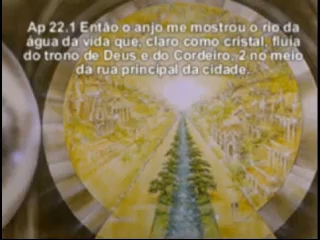 Ap 22.1 Então o anjo me mostrou o rio da
água da vida que, claro como cristal, fluía
do trono de Deus e do Cordeiro, 2 no meio
da rua principal da cidade.